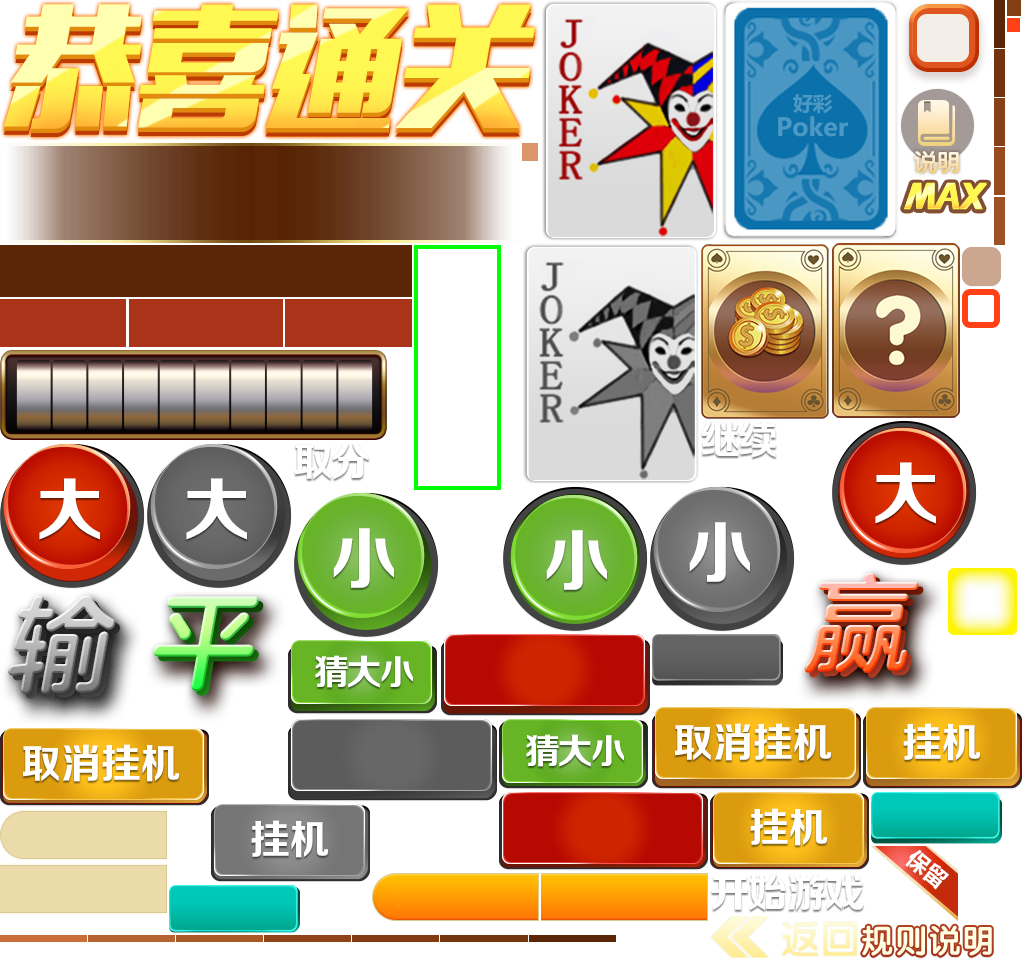 恭喜通关
JOKER
好彩
Poker
说明
MAX
JOKER
?
继续
取分
大
大
大
小
小
小
输
平
赢
猜大小
猜大小
取消挂机
取消挂机
挂机
挂机
挂机
保留
开始游戏
返回
规则说明